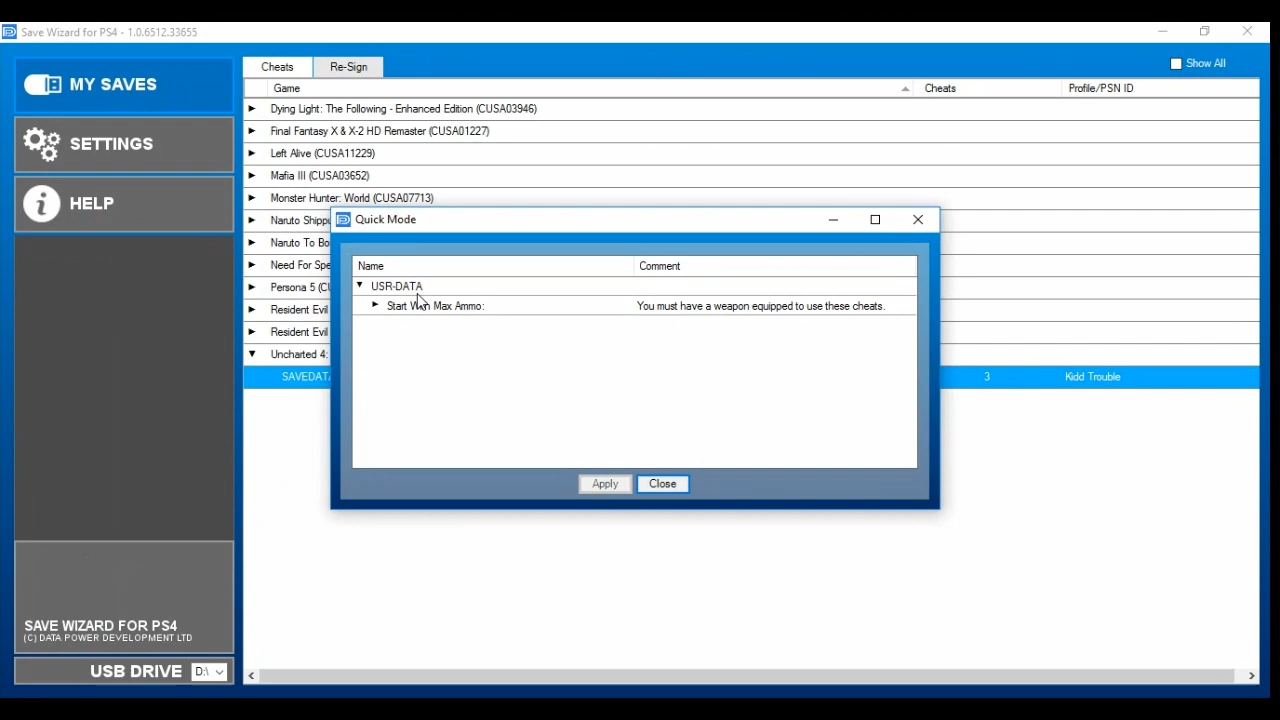 Save Wizard for PS4 - 1.0.6512.33655
MY SAVES
SETTINGS
HELP
Cheats
Re-Sign
Show All
Game
Cheats
Profile/PSN ID
Dying Light: The Following - Enhanced Edition (CUSA03946)
Final Fantasy X & X-2 HD Remaster (CUSA01227)
Left Alive (CUSA11229)
Mafia III (CUSA03652)
Monster Hunter: World (CUSA07713)
Naruto Shippu
Naruto To Bo
Need For Spe
Persona 5 (CU
Resident Evil
Resident Evil
Uncharted 4:
SAVEDAT
3
Kidd Trouble
Quick Mode
Name
Comment
USR-DATA
Start With Max Ammo:
You must have a weapon equipped to use these cheats.
Apply
Close
SAVE WIZARD FOR PS4
(C) DATA POWER DEVELOPMENT LTD
USB DRIVE
D:\